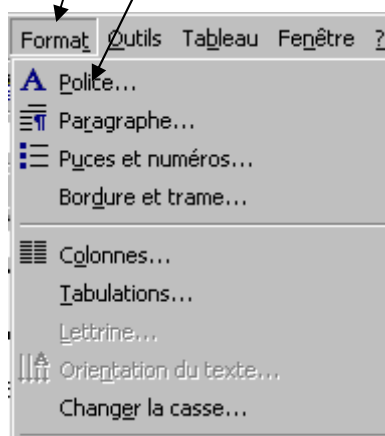 Format Outils Tableau Fenêtre ?
A Police...
Paragraphe...
Puces et numéros...
Bordure et trame...
Colonnes...
Tabulations...
Lettrine...
Orientation du texte...
Changer la casse...